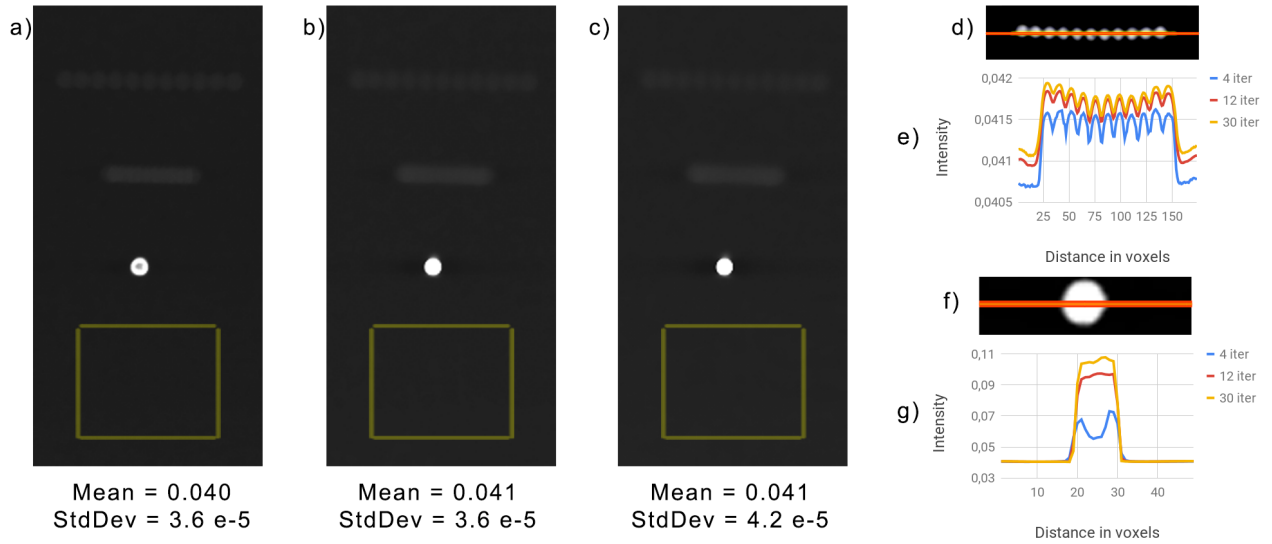 a)
b)
c)
d)
0,042
0,0415
0,041
0,0405
Intensity
25 50 75 100 125 150
Distance in voxels
4 iter
12 iter
30 iter
e)
f)
g)
0,11
0,09
0,07
0,05
0,03
Intensity
10 20 30 40
Distance in voxels
4 iter
12 iter
30 iter
Mean = 0.040
StdDev = 3.6 e-5
Mean = 0.041
StdDev = 3.6 e-5
Mean = 0.041
StdDev = 4.2 e-5